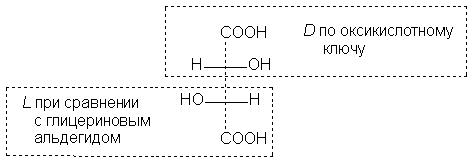 COOH
D по оксикислотному
ключу
H OH
HO H
L при сравнении
с глицериновым
альдегидом
COOH